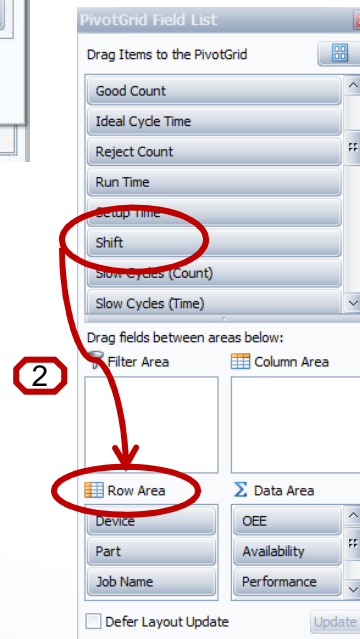 PivotGrid Field List
Drag Items to the PivotGrid
Good Count
Ideal Cycle Time
Reject Count
Run Time
Setup Time
Shift
Slow Cycles (Count)
Slow Cycles (Time)
Drag fields between areas below:
Filter Area
Column Area
2
Row Area
Σ Data Area
Device
OEE
Part
Availability
Job Name
Performance
Defer Layout Update
Update